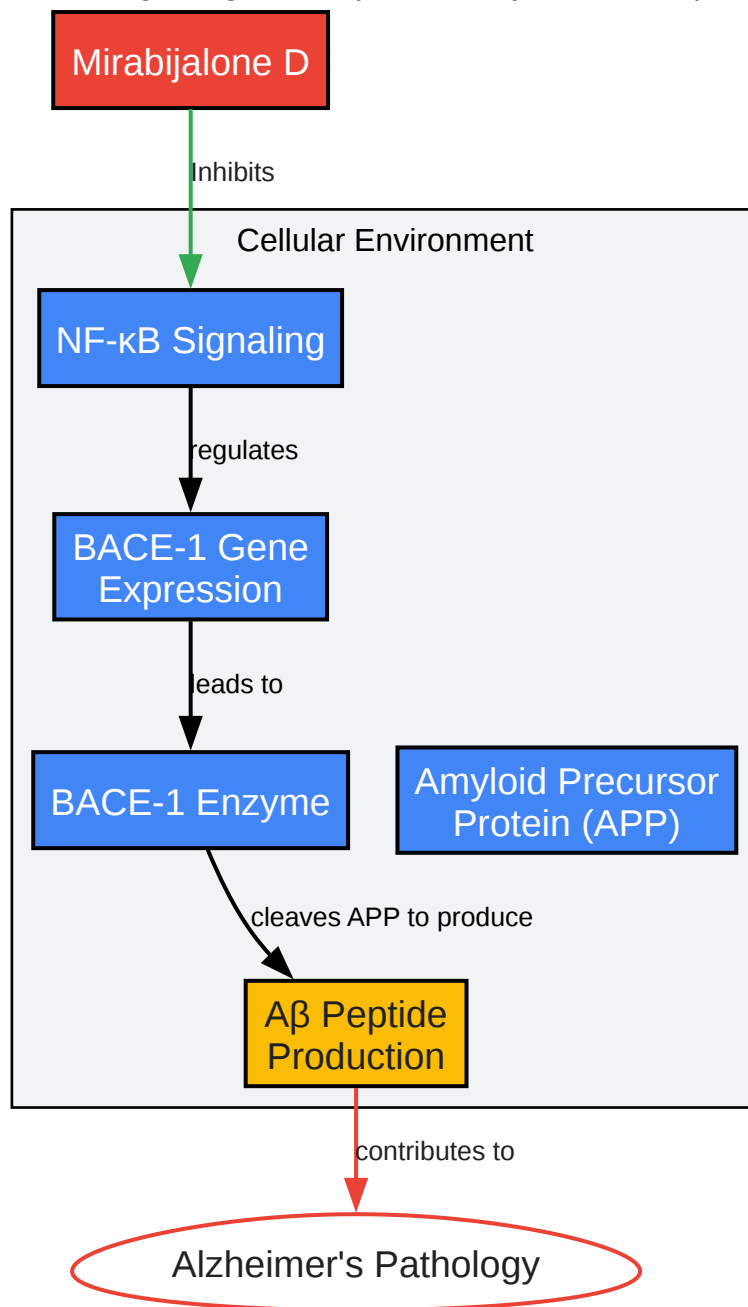 Mirabijalone D
Inhibits
Cellular Environment
NF-κB Signaling
regulates
BACE-1 Gene
Expression
leads to
BACE-1 Enzyme
Amyloid Precursor
Protein (APP)
cleaves APP to produce
Aβ Peptide
Production
contributes to
Alzheimer's Pathology